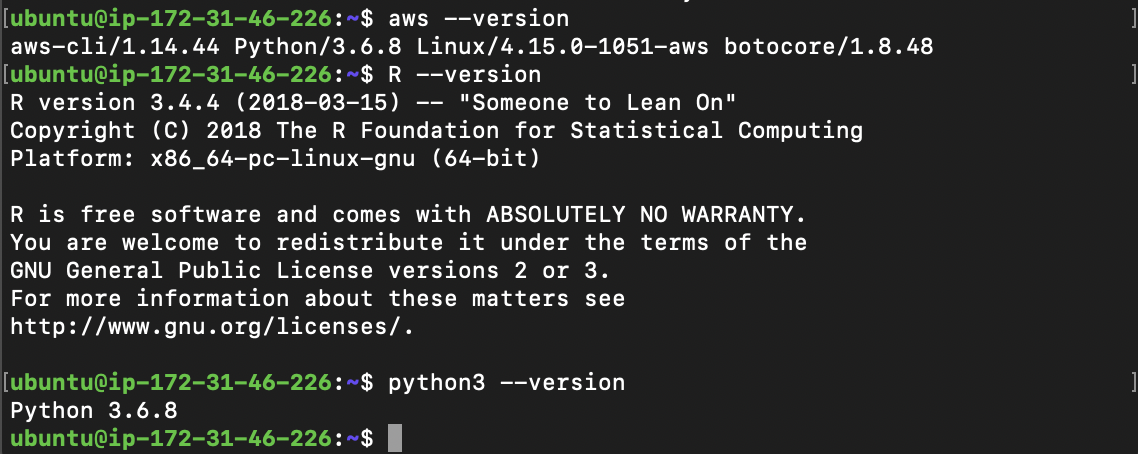 [ubuntu@ip-172-31-46-226:~$ aws --version ]
aws-cli/1.14.44 Python/3.6.8 Linux/4.15.0-1051-aws botocore/1.8.48
[ubuntu@ip-172-31-46-226:~$ R --version ]
R version 3.4.4 (2018-03-15) -- "Someone to Lean On"
Copyright (C) 2018 The R Foundation for Statistical Computing
Platform: x86_64-pc-linux-gnu (64-bit)

R is free software and comes with ABSOLUTELY NO WARRANTY.
You are welcome to redistribute it under the terms of the
GNU General Public License versions 2 or 3.
For more information about these matters see
http://www.gnu.org/licenses/.

[ubuntu@ip-172-31-46-226:~$ python3 --version ]
Python 3.6.8
ubuntu@ip-172-31-46-226:~$